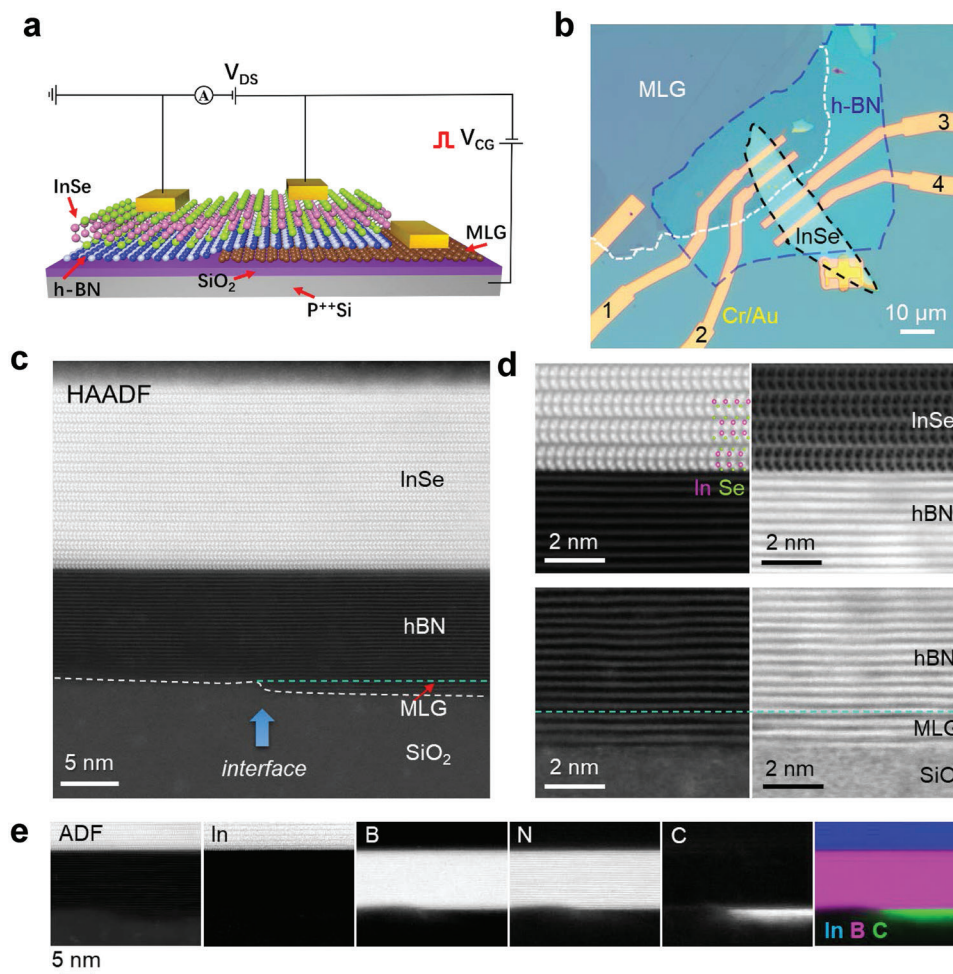 a
V_DS
A
V_CG
InSe
MLG
h-BN
SiO₂
P⁺⁺Si
b
MLG
h-BN
3
4
InSe
1
2
Cr/Au
10 µm
c
HAADF
InSe
hBN
MLG
SiO₂
5 nm
interface
d
InSe
In Se
hBN
2 nm
2 nm
hBN
MLG
SiO
2 nm
2 nm
e
ADF
In
B
N
C
In B C
5 nm